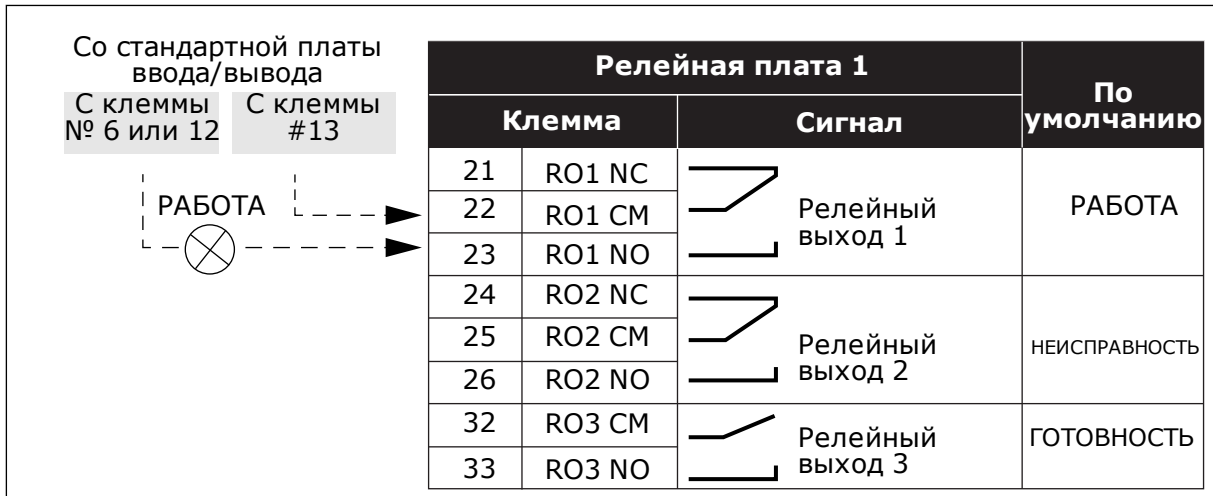 Со стандартной платы
ввода/вывода
С клеммы
№ 6 или 12
С клеммы
#13
РАБОТА
Релейная плата 1
По
умолчанию
Клемма
Сигнал
21
RO1 NC
22
RO1 CM
23
RO1 NO
Релейный
выход 1
РАБОТА
24
RO2 NC
25
RO2 CM
26
RO2 NO
Релейный
выход 2
НЕИСПРАВНОСТЬ
32
RO3 CM
33
RO3 NO
Релейный
выход 3
ГОТОВНОСТЬ